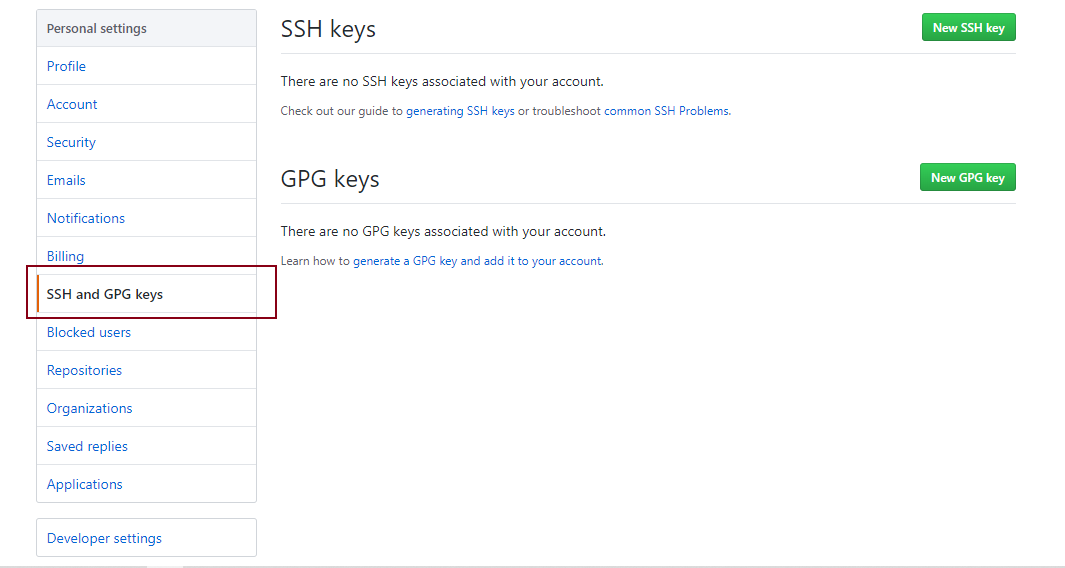 Personal settings
Profile
Account
Security
Emails
Notifications
Billing
SSH and GPG keys
Blocked users
Repositories
Organizations
Saved replies
Applications
Developer settings
SSH keys
New SSH key
There are no SSH keys associated with your account.
Check out our guide to generating SSH keys or troubleshoot common SSH Problems.
GPG keys
New GPG key
There are no GPG keys associated with your account.
Learn how to generate a GPG key and add it to your account.